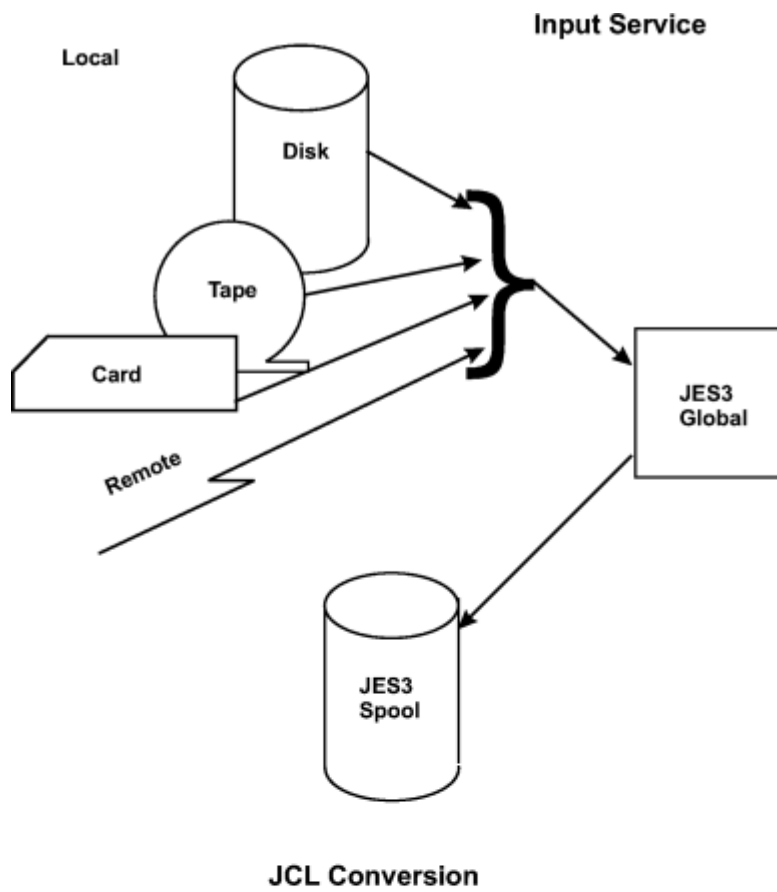 Input Service
Local
Disk
Tape
Card
JES3
Global
Remote
JES3
Spool
JCL Conversion